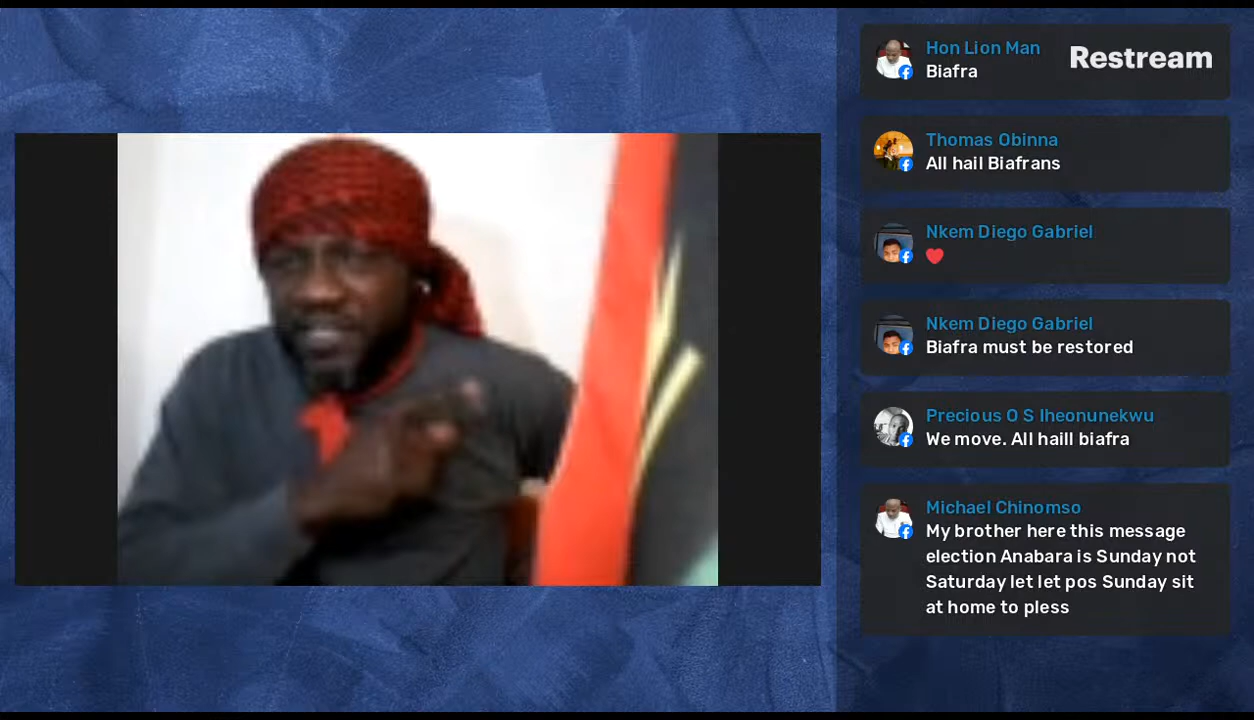 Hon Lion Man
Restream
Biafra
Thomas Obinna
All hail Biafrans
Nkem Diego Gabriel
Nkem Diego Gabriel
Biafra must be restored
Precious O S Iheonunekwu
We move. All haill biafra
Michael Chinomso
My brother here this message
election Anabara is Sunday not
Saturday let let pos Sunday sit
at home to pless